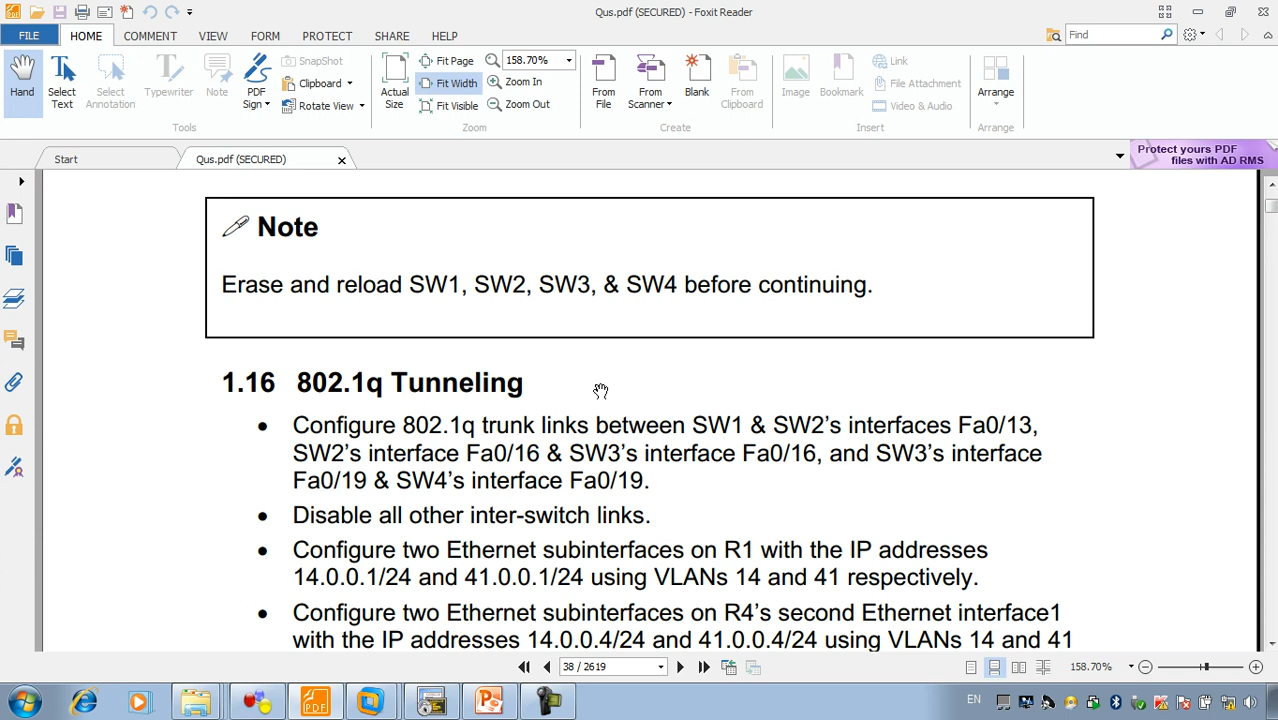 Qus.pdf (SECURED) - Foxit Reader
FILE HOME COMMENT VIEW FORM PROTECT SHARE HELP
Find
Hand
Select Text
Select Annotation
Typewriter
Note
PDF Sign
SnapShot
Clipboard
Rotate View
Tools
Actual Size
Fit Page
Fit Width
Fit Visible
158.70%
Zoom In
Zoom Out
Zoom
From File
From Scanner
Blank
From Clipboard
Create
Image
Bookmark
Link
File Attachment
Video & Audio
Insert
Arrange
Arrange
Start
Qus.pdf (SECURED)
Protect yours PDF
files with AD RMS
Note
Erase and reload SW1, SW2, SW3, & SW4 before continuing.
1.16 802.1q Tunneling
• Configure 802.1q trunk links between SW1 & SW2's interfaces Fa0/13,
SW2's interface Fa0/16 & SW3's interface Fa0/16, and SW3's interface
Fa0/19 & SW4's interface Fa0/19.
• Disable all other inter-switch links.
• Configure two Ethernet subinterfaces on R1 with the IP addresses
14.0.0.1/24 and 41.0.0.1/24 using VLANs 14 and 41 respectively.
• Configure two Ethernet subinterfaces on R4's second Ethernet interface1
with the IP addresses 14.0.0.4/24 and 41.0.0.4/24 using VLANs 14 and 41
38 / 2619
158.70%
PDF
EN
720